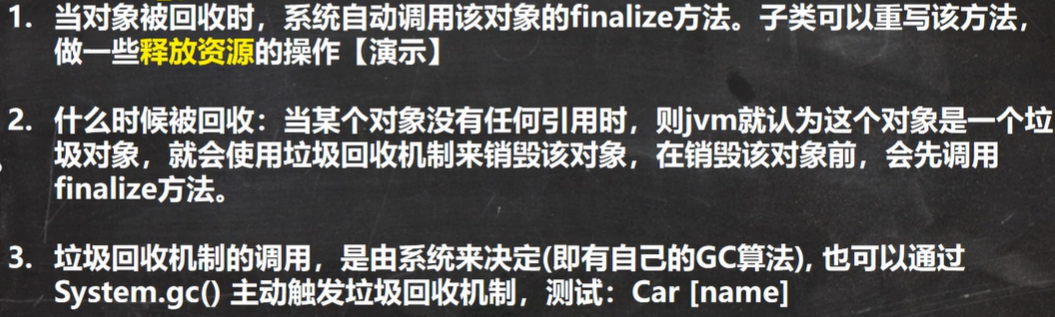 1. 当对象被回收时，系统自动调用该对象的finalize方法。子类可以重写该方法，
做一些释放资源的操作【演示】
2. 什么时候被回收：当某个对象没有任何引用时，则jvm就认为这个对象是一个垃
圾对象，就会使用垃圾回收机制来销毁该对象，在销毁该对象前，会先调用
finalize方法。
3. 垃圾回收机制的调用，是由系统来决定(即有自己的GC算法), 也可以通过
System.gc() 主动触发垃圾回收机制，测试：Car [name]